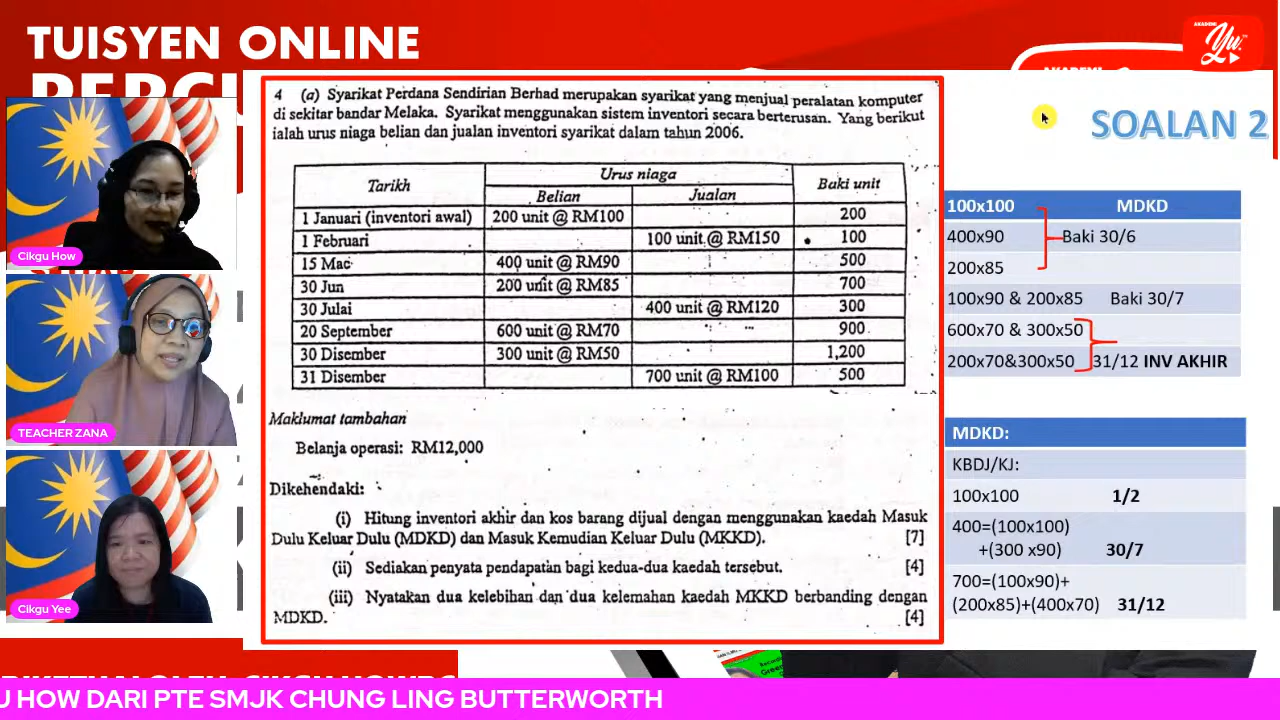 TUISYEN ONLINE
AKADEMI
Yu
SOALAN 2
Cikgu How
TEACHER ZANA
Cikgu Yee
4 (a) Syarikat Perdana Sendirian Berhad merupakan syarikat yang menjual peralatan komputer
di sekitar bandar Melaka. Syarikat menggunakan sistem inventori secara berterusan. Yang berikut
ialah urus niaga belian dan jualan inventori syarikat dalam tahun 2006.
Tarikh Urus niaga Baki unit
Belian Jualan
1 Januari (inventori awal) 200 unit @ RM100 200
1 Februari 100 unit @ RM150 100
15 Mac 400 unit @ RM90 500
30 Jun 200 unit @ RM85 700
30 Julai 400 unit @ RM120 300
20 September 600 unit @ RM70 900
30 Disember 300 unit @ RM50 1,200
31 Disember 700 unit @ RM100 500
Maklumat tambahan
Belanja operasi: RM12,000
Dikehendaki:
(i) Hitung inventori akhir dan kos barang dijual dengan menggunakan kaedah Masuk
Dulu Keluar Dulu (MDKD) dan Masuk Kemudian Keluar Dulu (MKKD). [7]
(ii) Sediakan penyata pendapatan bagi kedua-dua kaedah tersebut. [4]
(iii) Nyatakan dua kelebihan dan dua kelemahan kaedah MKKD berbanding dengan
MDKD. [4]
100x100 MDKD
400x90 Baki 30/6
200x85
100x90 & 200x85 Baki 30/7
600x70 & 300x50
200x70&300x50 31/12 INV AKHIR
MDKD:
KBDJ/KJ:
100x100 1/2
400=(100x100)
+(300 x90) 30/7
700=(100x90)+
(200x85)+(400x70) 31/12
U HOW DARI PTE SMJK CHUNG LING BUTTERWORTH